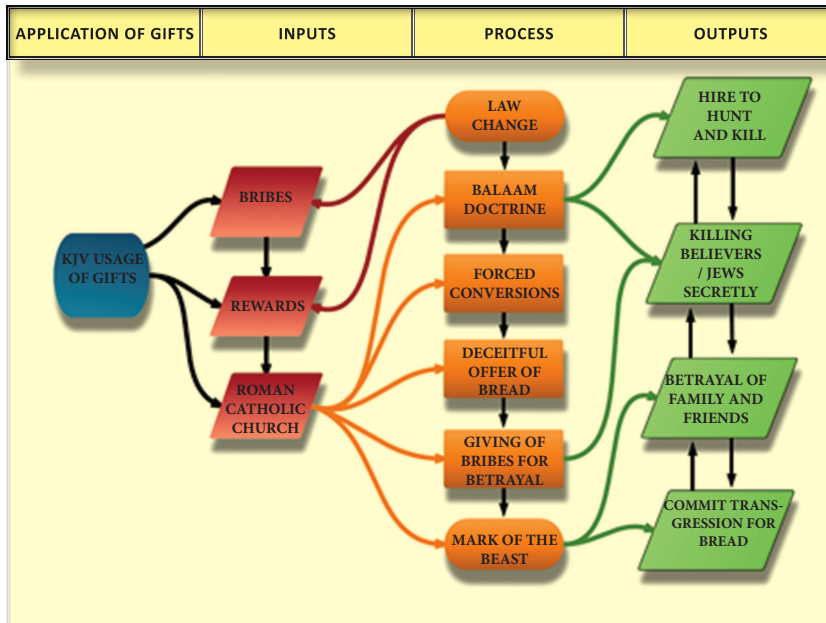 APPLICATION OF GIFTS
INPUTS
PROCESS
OUTPUTS
KJV USAGE
OF GIFTS
BRIBES
REWARDS
ROMAN
CATHOLIC
CHURCH
LAW
CHANGE
BALAAM
DOCTRINE
FORCED
CONVERSIONS
DECEITFUL
OFFER OF
BREAD
GIVING OF
BRIBES FOR
BETRAYAL
MARK OF THE
BEAST
HIRE TO
HUNT
AND KILL
KILLING
BELIEVERS
/ JEWS
SECRETLY
BETRAYAL OF
FAMILY AND
FRIENDS
COMMIT TRANS-
GRESSION FOR
BREAD